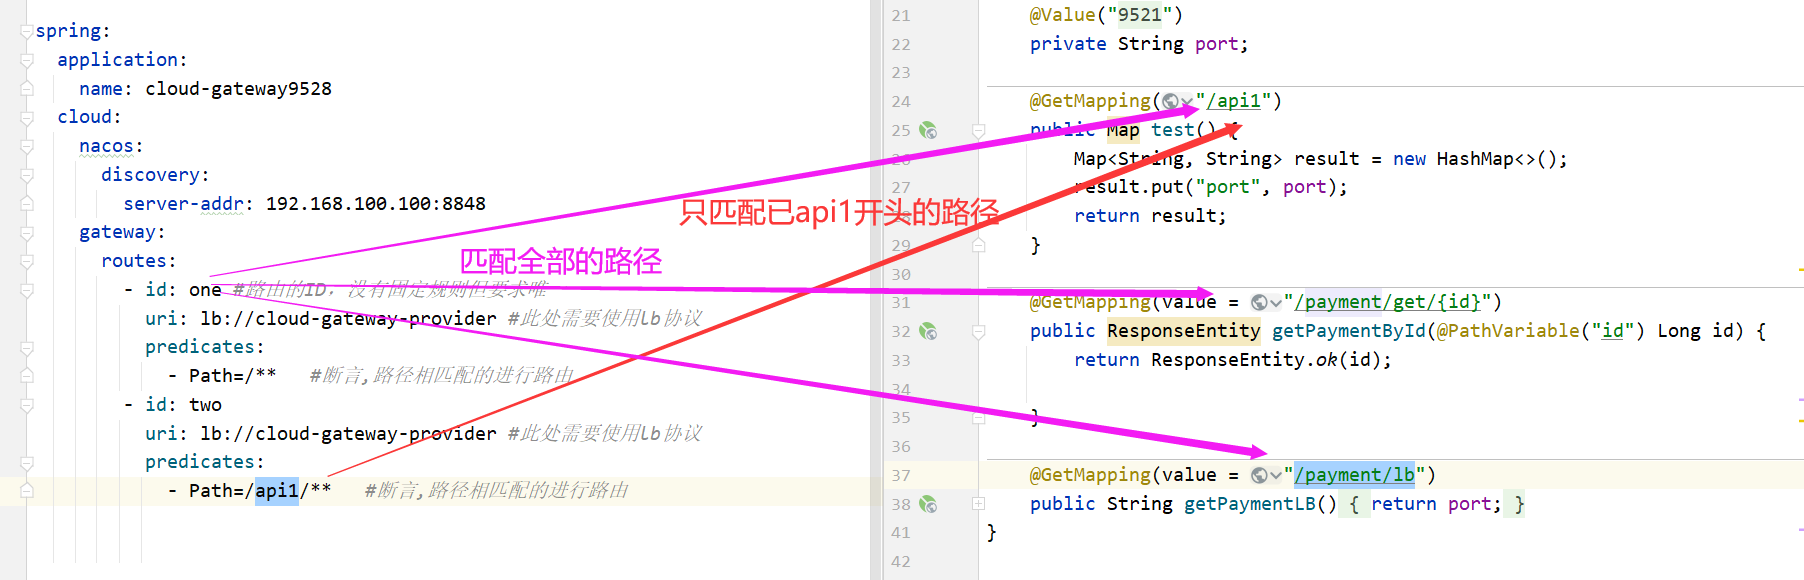 spring:
application:
name: cloud-gateway9528
cloud:
nacos:
discovery:
server-addr: 192.168.100.100:8848
gateway:
routes:
- id: one #路由的ID，没有固定规则但要求唯
uri: lb://cloud-gateway-provider #此处需要使用lb协议
predicates:
- Path=/** #断言,路径相匹配的进行路由
- id: two
uri: lb://cloud-gateway-provider #此处需要使用lb协议
predicates:
- Path=/api1/** #断言,路径相匹配的进行路由
只匹配已api1开头的路径
匹配全部的路径
21 @Value("9521")
22 private String port;
23
24 @GetMapping("/api1")
25 public Map test() {
26 Map<String, String> result = new HashMap<>();
27 result.put("port", port);
28 return result;
29 }
30
31 @GetMapping(value = "/payment/get/{id}")
32 public ResponseEntity getPaymentById(@PathVariable("id") Long id) {
33 return ResponseEntity.ok(id);
34
35 }
36
37 @GetMapping(value = "/payment/lb")
38 public String getPaymentLB() { return port; }
41 }
42